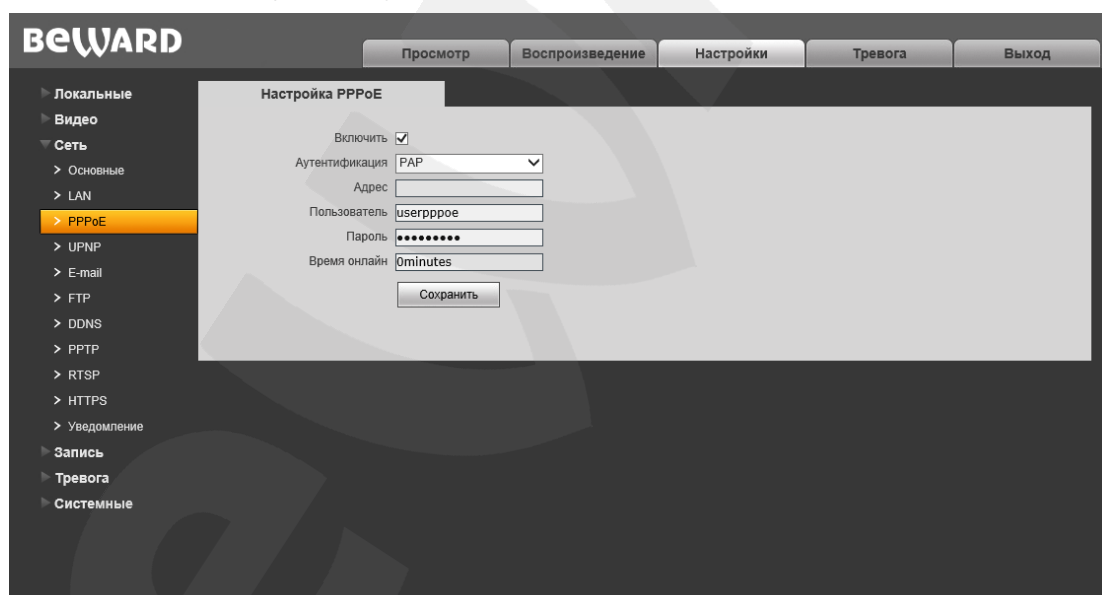 BEWARD
Просмотр Воспроизведение Настройки Тревога Выход
Локальные
Видео
Сеть
> Основные
> LAN
> PPPoE
> UPNP
> E-mail
> FTP
> DDNS
> PPTP
> RTSP
> HTTPS
> Уведомление
Запись
Тревога
Системные
Настройка PPPoE
Включить
Аутентификация PAP
Адрес
Пользователь userpppoe
Пароль •••••••••
Время онлайн 0minutes
Сохранить